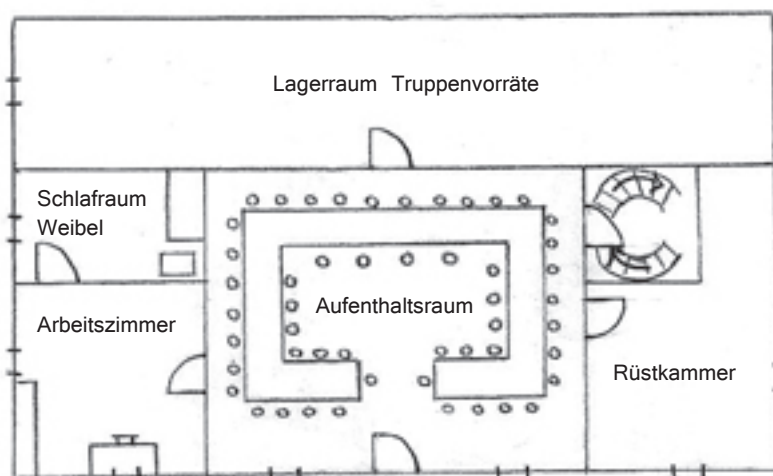 Lagerraum Truppenvorräte
Schlafraum
Weibel
Aufenthaltsraum
Arbeitszimmer
Rüstkammer